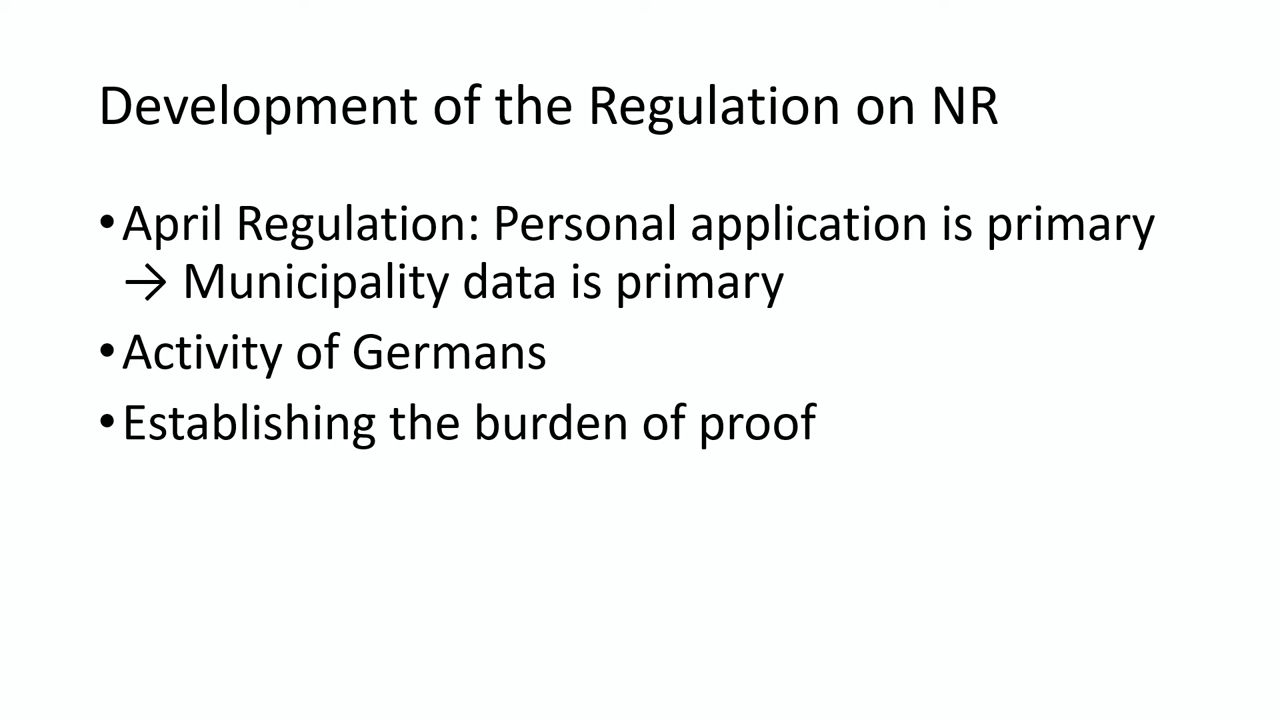 Development of the Regulation on NR
•April Regulation: Personal application is primary
→ Municipality data is primary
•Activity of Germans
•Establishing the burden of proof